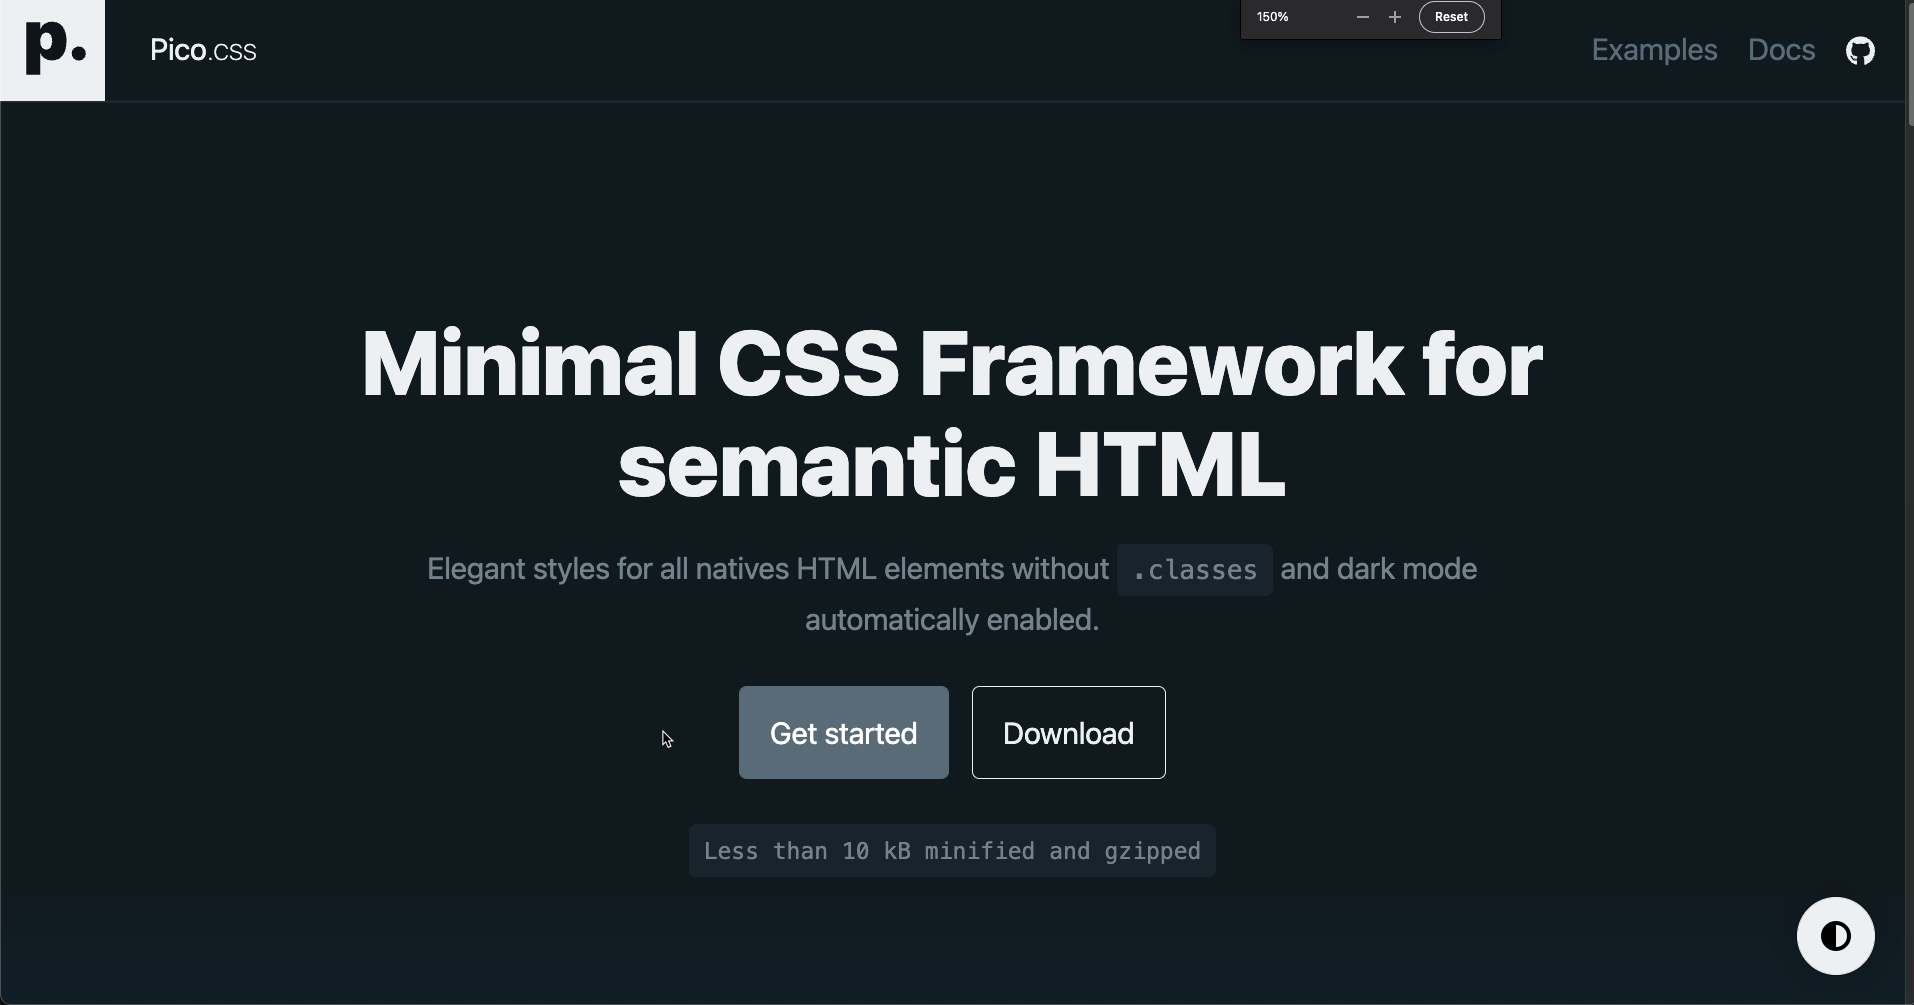 p.
Pico.css
150%
Reset
Examples
Docs
Minimal CSS Framework for
semantic HTML
Elegant styles for all natives HTML elements without .classes and dark mode
automatically enabled.
Get started
Download
Less than 10 kB minified and gzipped